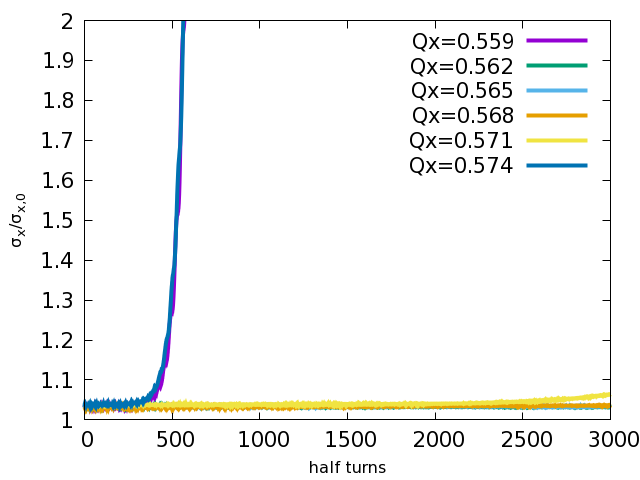 2
1.9
1.8
1.7
1.6
1.5
1.4
1.3
1.2
1.1
1
σx/σx,0
Qx=0.559
Qx=0.562
Qx=0.565
Qx=0.568
Qx=0.571
Qx=0.574
0 500 1000 1500 2000 2500 3000
half turns